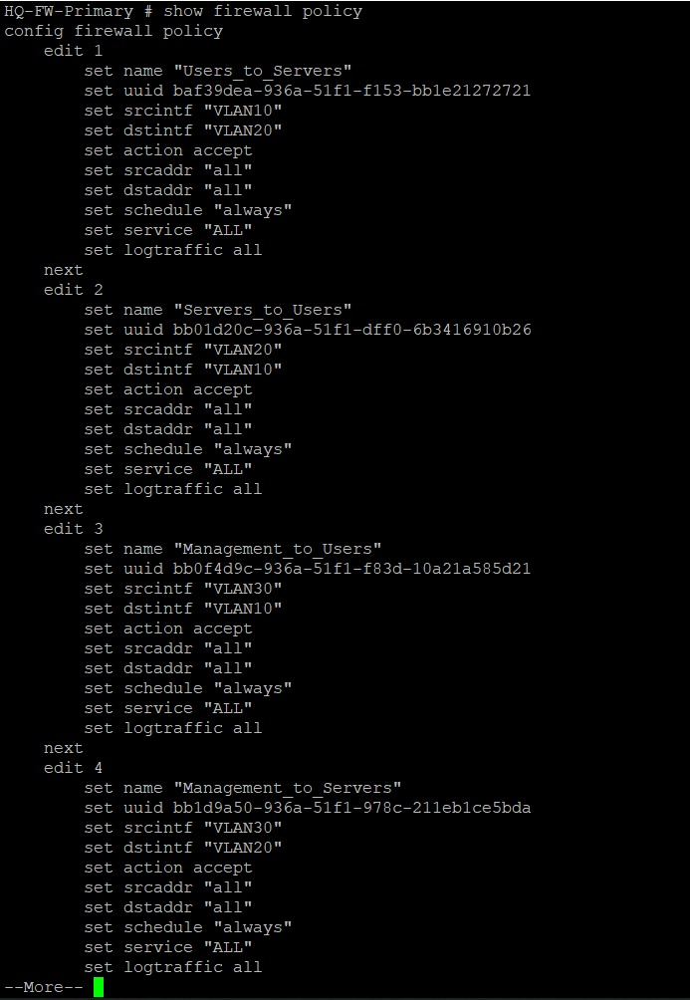 HQ-FW-Primary # show firewall policy
config firewall policy
    edit 1
        set name "Users_to_Servers"
        set uuid baf39dea-936a-51f1-f153-bb1e21272721
        set srcintf "VLAN10"
        set dstintf "VLAN20"
        set action accept
        set srcaddr "all"
        set dstaddr "all"
        set schedule "always"
        set service "ALL"
        set logtraffic all
    next
    edit 2
        set name "Servers_to_Users"
        set uuid bb01d20c-936a-51f1-dff0-6b3416910b26
        set srcintf "VLAN20"
        set dstintf "VLAN10"
        set action accept
        set srcaddr "all"
        set dstaddr "all"
        set schedule "always"
        set service "ALL"
        set logtraffic all
    next
    edit 3
        set name "Management_to_Users"
        set uuid bb0f4d9c-936a-51f1-f83d-10a21a585d21
        set srcintf "VLAN30"
        set dstintf "VLAN10"
        set action accept
        set srcaddr "all"
        set dstaddr "all"
        set schedule "always"
        set service "ALL"
        set logtraffic all
    next
    edit 4
        set name "Management_to_Servers"
        set uuid bb1d9a50-936a-51f1-978c-211eb1ce5bda
        set srcintf "VLAN30"
        set dstintf "VLAN20"
        set action accept
        set srcaddr "all"
        set dstaddr "all"
        set schedule "always"
        set service "ALL"
        set logtraffic all
--More--